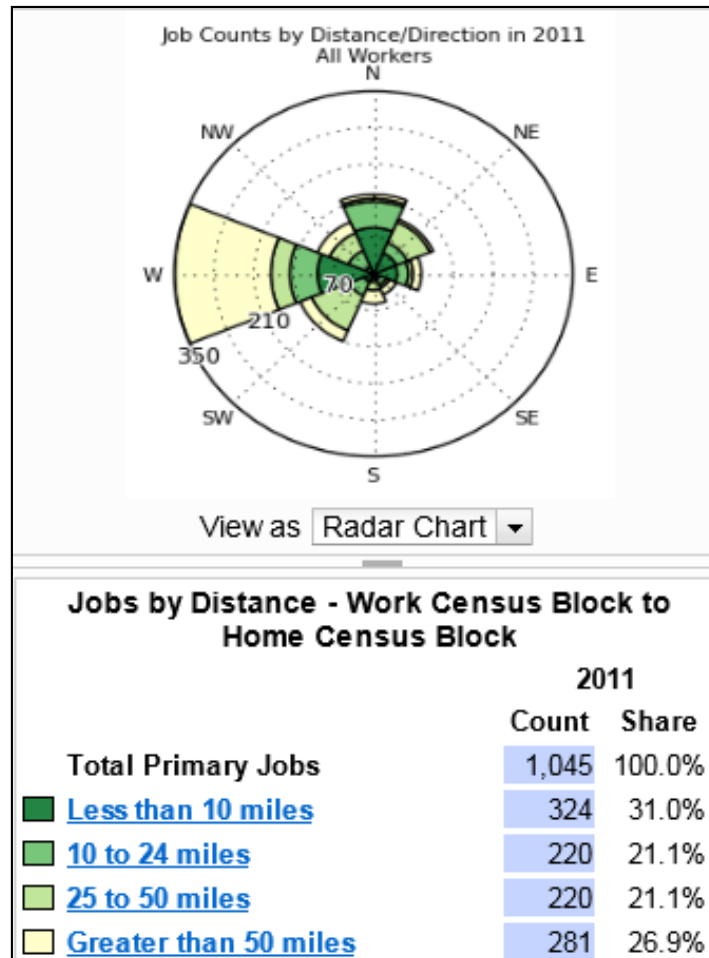 Job Counts by Distance/Direction in 2011
All Workers
N
NW
NE
W
70
E
210
350
SW
SE
S
View as Radar Chart
Jobs by Distance - Work Census Block to
Home Census Block
2011
Count Share
Total Primary Jobs 1,045 100.0%
Less than 10 miles 324 31.0%
10 to 24 miles 220 21.1%
25 to 50 miles 220 21.1%
Greater than 50 miles 281 26.9%